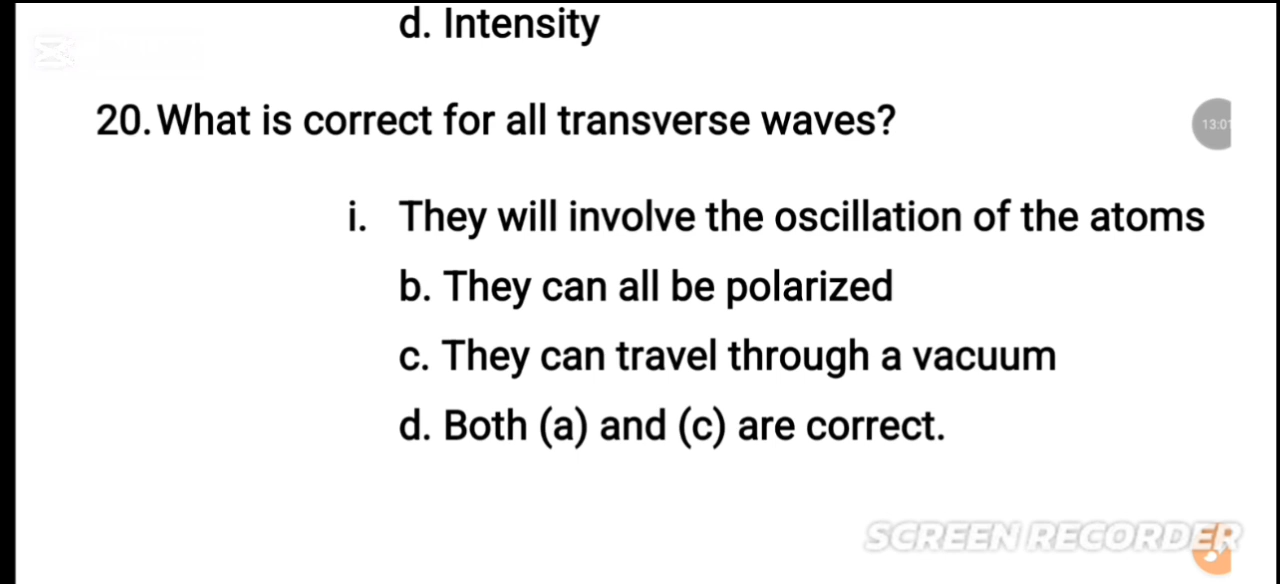 d. Intensity
20. What is correct for all transverse waves?
13:01
i. They will involve the oscillation of the atoms
b. They can all be polarized
c. They can travel through a vacuum
d. Both (a) and (c) are correct.
SCREEN RECORDER